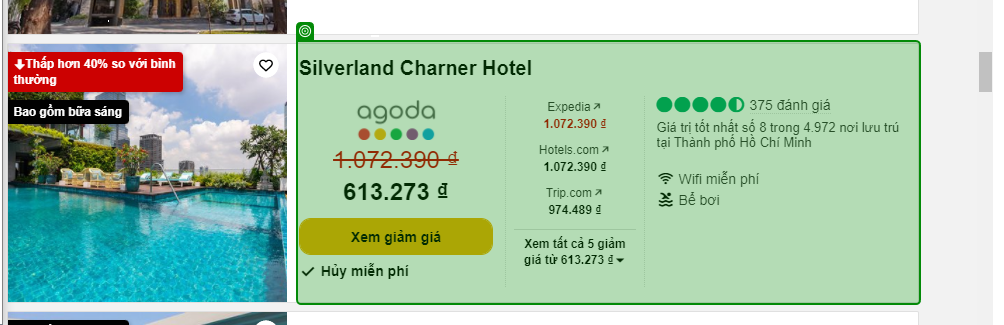 Thấp hơn 40% so với bình
thường
Bao gồm bữa sáng
Silverland Charner Hotel
agoda
1.072.390 ₫
613.273 ₫
Xem giảm giá
Hủy miễn phí
Expedia
1.072.390 ₫
Hotels.com
1.072.390 ₫
Trip.com
974.489 ₫
Xem tất cả 5 giảm
giá từ 613.273 ₫
375 đánh giá
Giá trị tốt nhất số 8 trong 4.972 nơi lưu trú
tại Thành phố Hồ Chí Minh
Wifi miễn phí
Bể bơi